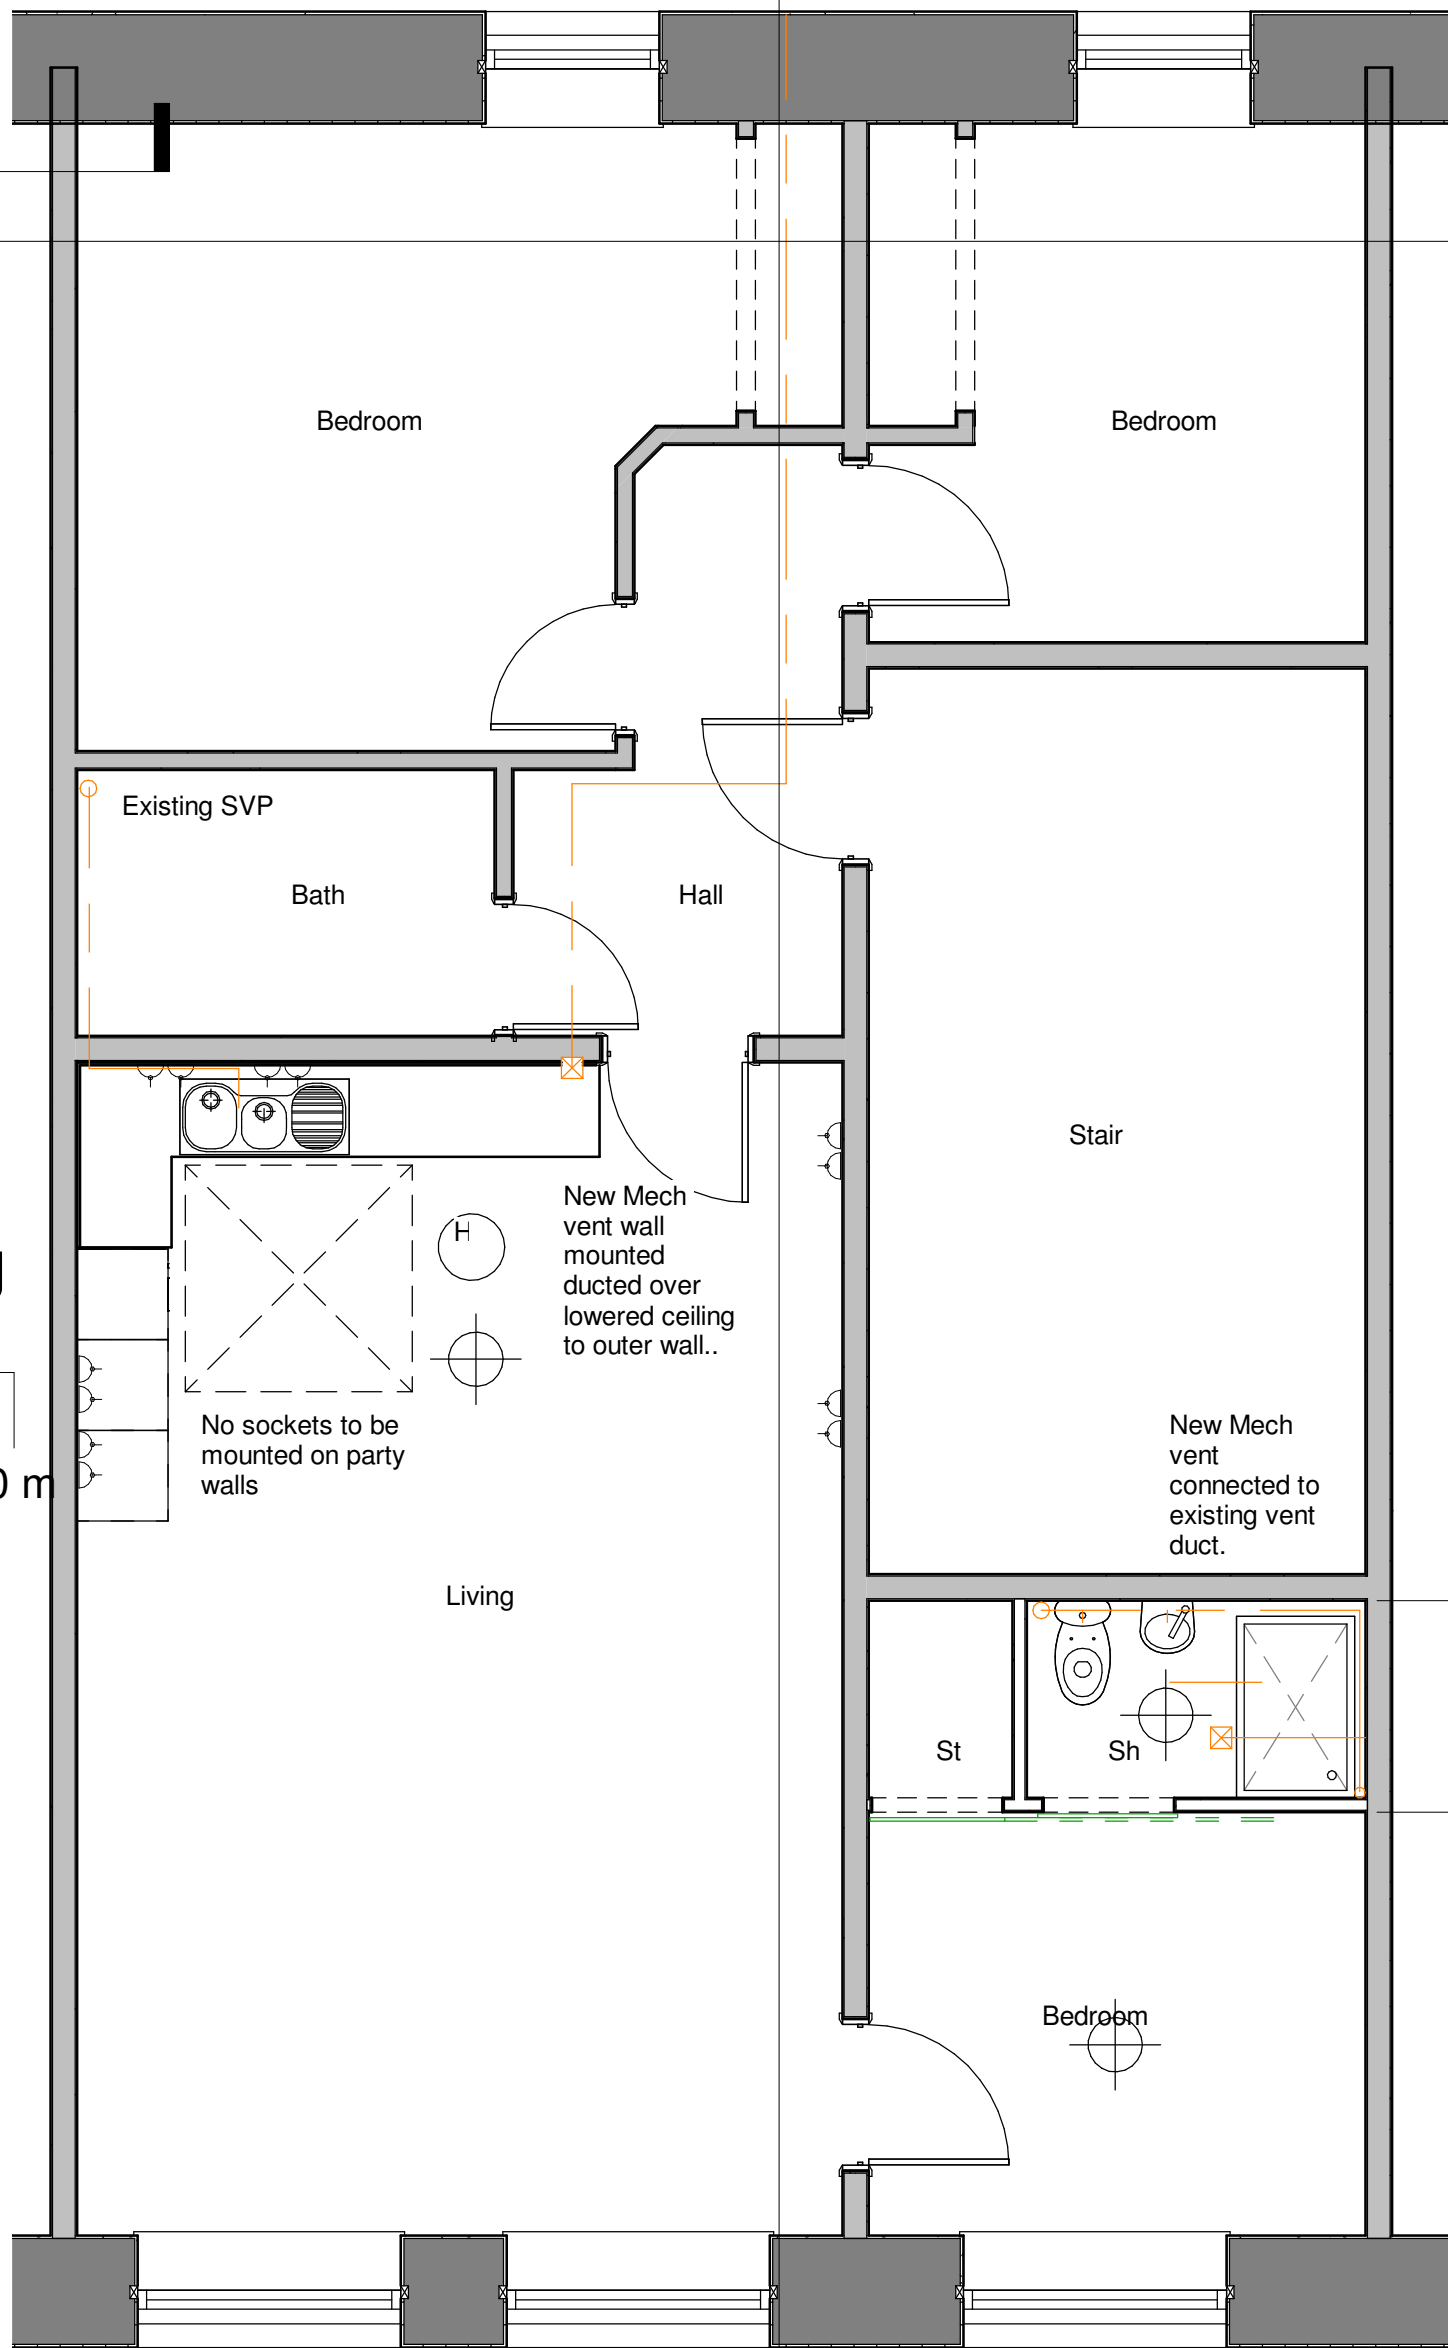 Bedroom
Bedroom
Existing SVP
Bath
Hall
Stair
New Mech
vent wall
mounted
ducted over
lowered ceiling
to outer wall..
H
No sockets to be
mounted on party
walls
New Mech
vent
connected to
existing vent
duct.
0 m
Living
St
Sh
Bedroom